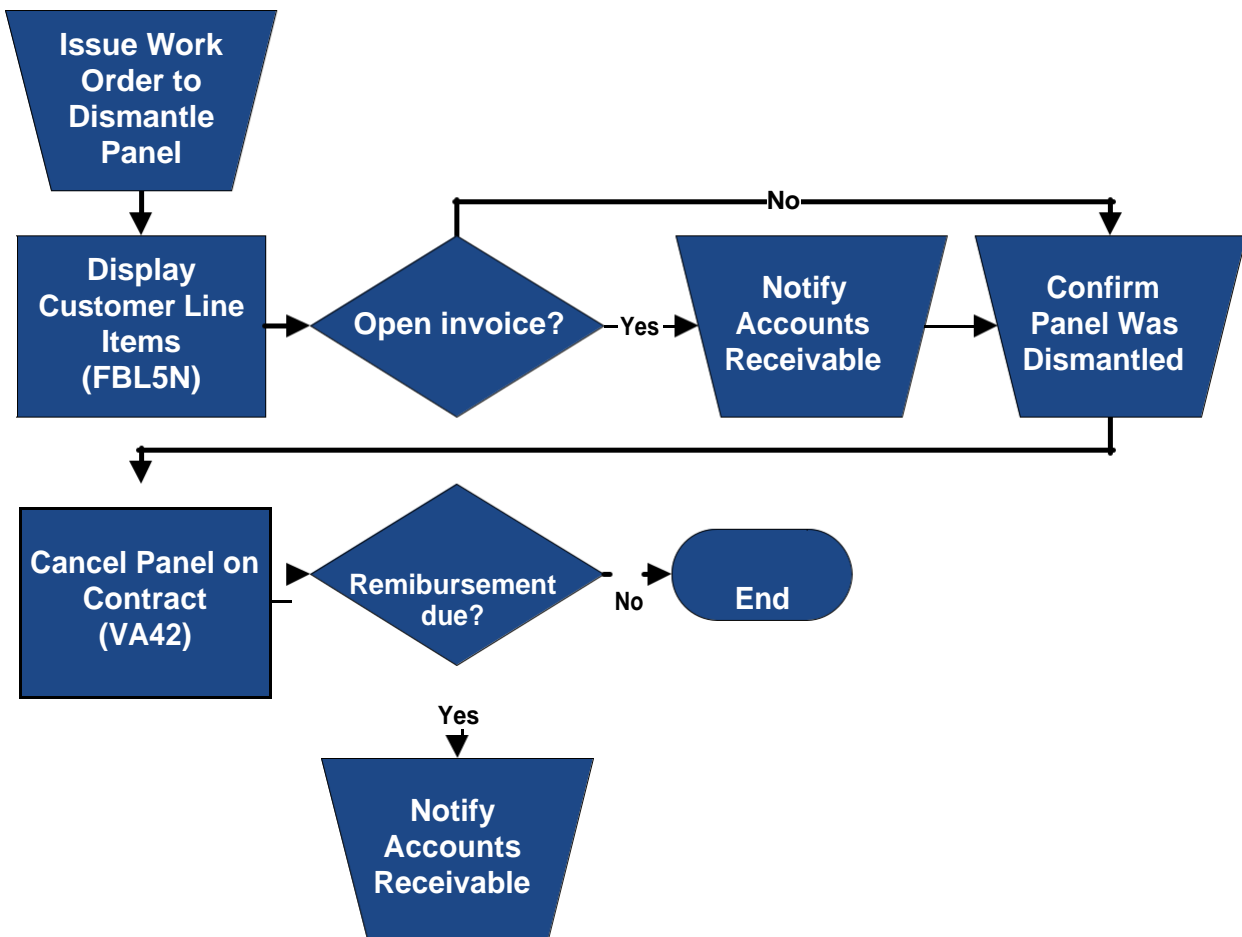 Issue Work
Order to
Dismantle
Panel
No
Display
Customer Line
Items
(FBL5N)
Open invoice?
Yes
Notify
Accounts
Receivable
Confirm
Panel Was
Dismantled
Cancel Panel on
Contract
(VA42)
Remibursement
due?
No
End
Yes
Notify
Accounts
Receivable